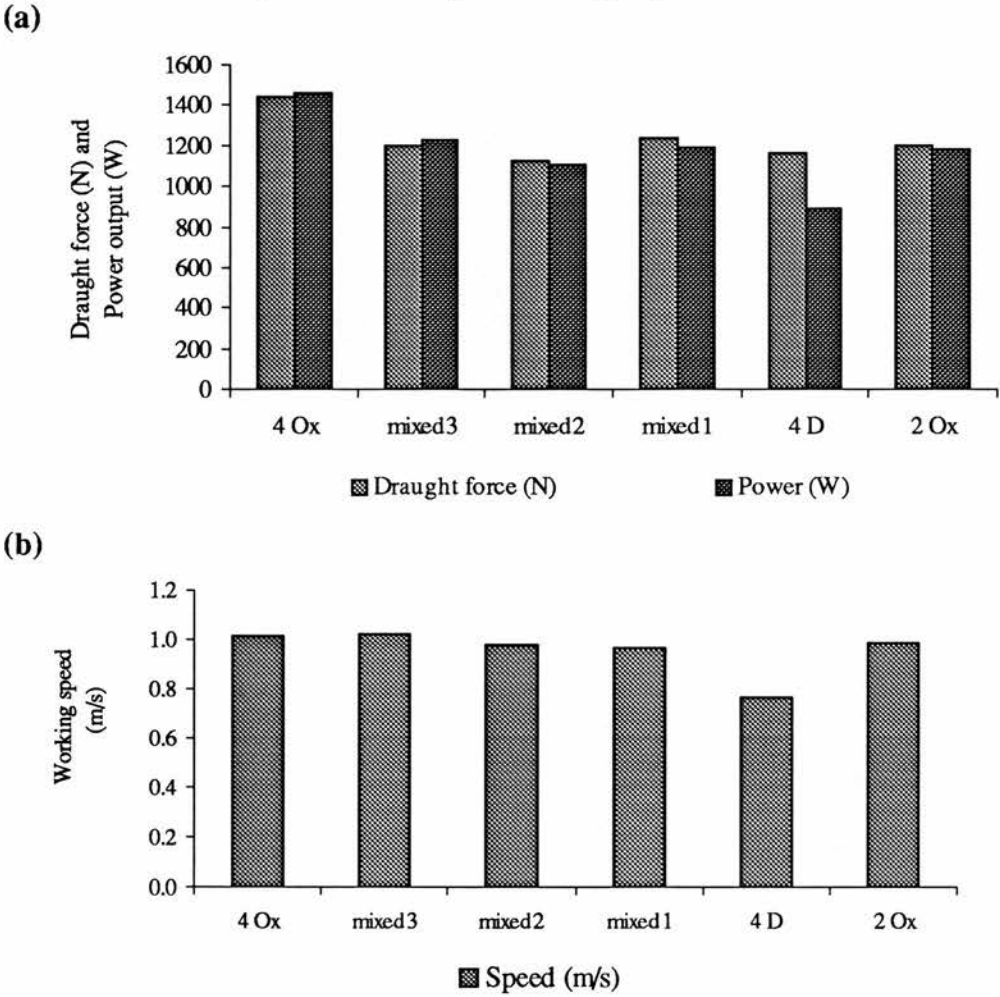 (a)
1600
1400
1200
1000
800
600
400
200
0
Draught force (N) and
Power output (W)
4 Ox mixed3 mixed2 mixed1 4 D 2 Ox
Draught force (N) Power (W)
(b)
1.2
1.0
0.8
0.6
0.4
0.2
0.0
Working speed
(m/s)
4 Ox mixed3 mixed2 mixed1 4 D 2 Ox
Speed (m/s)